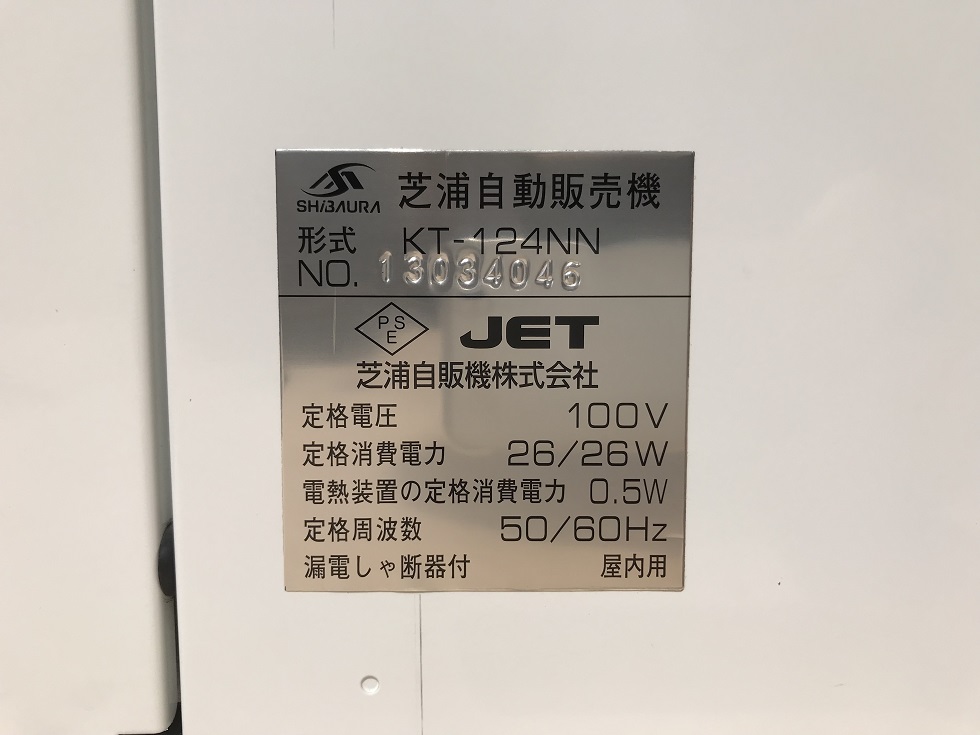 SHIBAURA 芝浦自動販売機
形式 KT-124NN
NO. 13034046
PSE JET
芝浦自販機株式会社
定格電圧 100V
定格消費電力 26/26W
電熱装置の定格消費電力 0.5W
定格周波数 50/60Hz
漏電しゃ断器付 屋内用